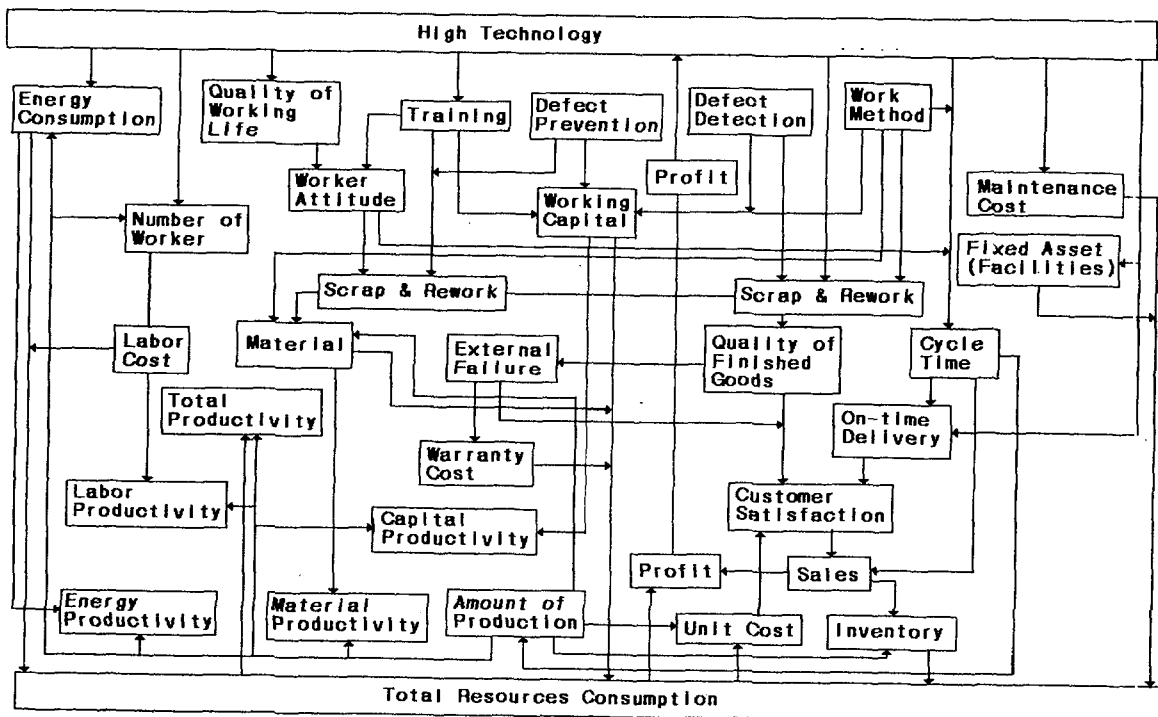 High Technology
Energy
Consumption
Quality of
Working
Life
Training
Defect
Prevention
Defect
Detection
Work
Method
Worker
Attitude
Profit
Working
Capital
Maintenance
Cost
Number of
Worker
Fixed Asset
(Facilities)
Scrap & Rework
Scrap & Rework
Labor
Cost
Material
External
Failure
Quality of
Finished
Goods
Cycle
Time
Total
Productivity
On-time
Delivery
Warranty
Cost
Labor
Productivity
Capital
Productivity
Customer
Satisfaction
Profit
Sales
Energy
Productivity
Material
Productivity
Amount of
Production
Unit Cost
Inventory
Total Resources Consumption